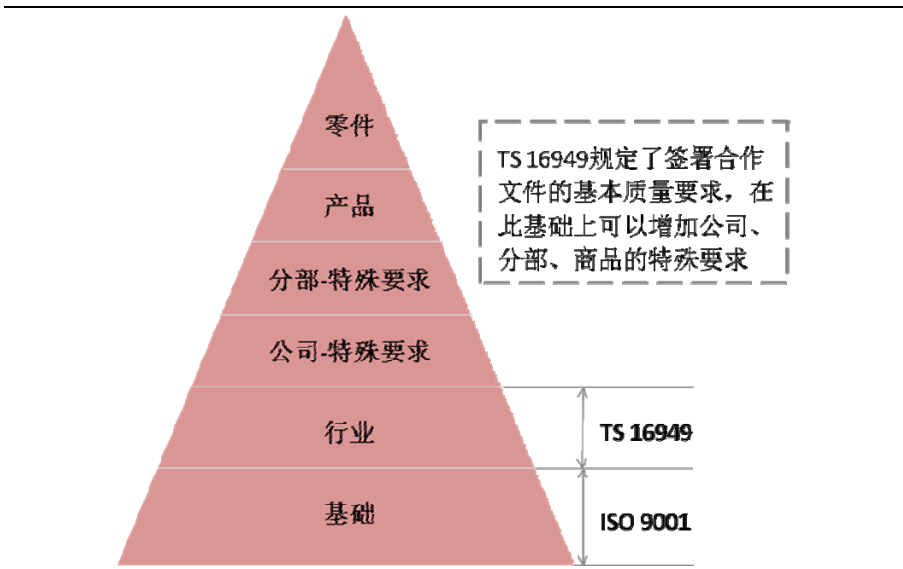 零件
产品
分部-特殊要求
公司-特殊要求
行业
基础
TS 16949规定了签署合作
文件的基本质量要求，在
此基础上可以增加公司、
分部、商品的特殊要求
TS 16949
ISO 9001